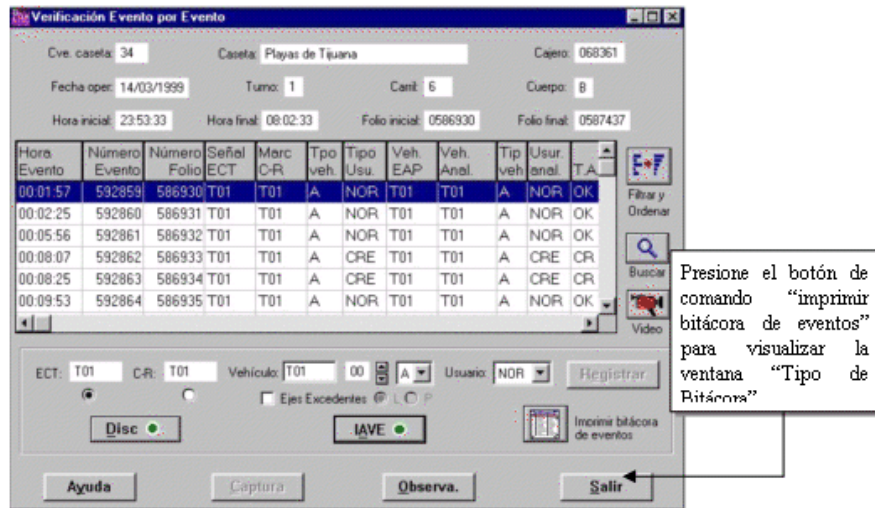 Verificación Evento por Evento
Cve. caseta: 34 Caseta: Playas de Tijuana Cajero: 068361
Fecha oper: 14/03/1999 Turno: 1 Carril: 6 Cuerpo: B
Hora inicial: 23:53:33 Hora final: 08:02:33 Folio inicial: 0586930 Folio final: 0587437
Hora Número Número Señal Marc Tpo Tipo Veh. Veh. Tip Usur.
Evento Evento Folio ECT C-R veh. Usu. EAP Anal. veh anal. T.A
00:01:57 592859 586930 T01 T01 A NOR T01 T01 A NOR OK
00:02:25 592860 586931 T01 T01 A NOR T01 T01 A NOR OK
00:05:56 592861 586932 T01 T01 A NOR T01 T01 A NOR OK
00:08:07 592862 586933 T01 T01 A CRE T01 T01 A CRE CR
00:08:25 592863 586934 T01 T01 A CRE T01 T01 A CRE CR
00:09:53 592864 586935 T01 T01 A NOR T01 T01 A NOR OK
Filtrar y
Ordenar
Buscar
Video
Presione el botón de
comando “imprimir
bitácora de eventos”
para visualizar la
ventana “Tipo de
Bitácora”
ECT: T01 C-R: T01 Vehículo: T01 00 A Usuario: NOR Registrar
Ejes Excedentes L P
Disc IAVE Imprimir bitácora
de eventos
Ayuda Captura Observa. Salir